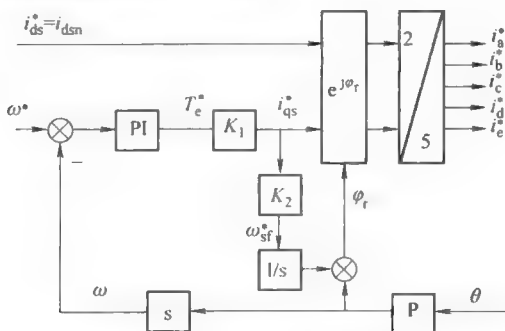 i*ds=idsn
ω*
−
PI
T*e
K1
i*qs
e^jφr
2
5
i*a
i*b
i*c
i*d
i*e
K2
ω*sf
1/s
φr
ω
s
P
θ